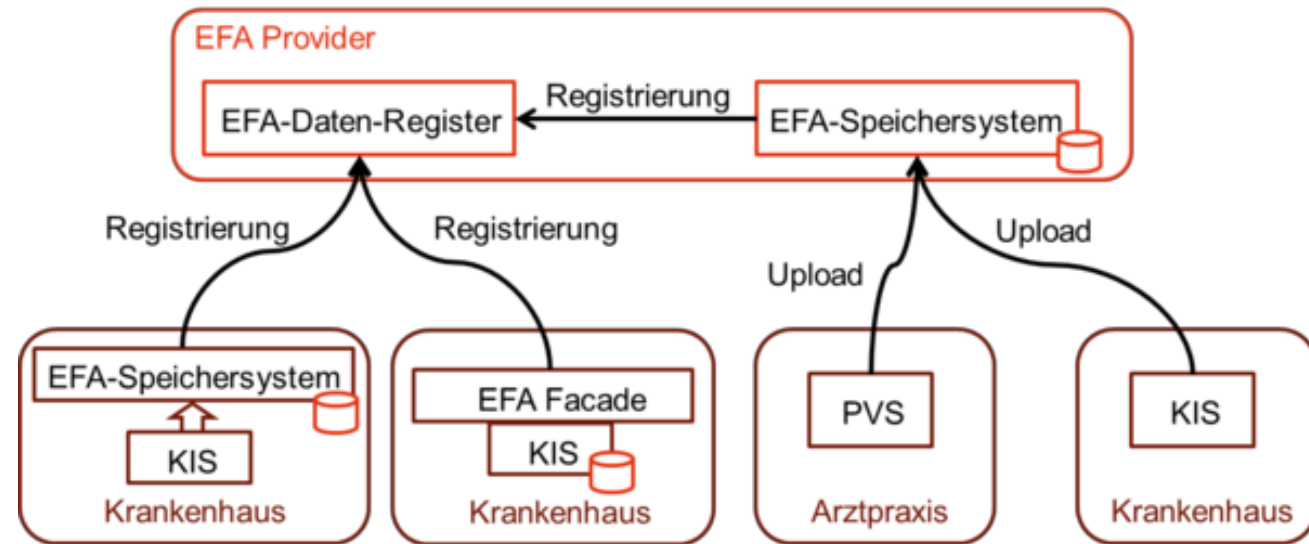 EFA Provider
EFA-Daten-Register
Registrierung
EFA-Speichersystem
Registrierung
Registrierung
Upload
Upload
EFA-Speichersystem
KIS
Krankenhaus
EFA Facade
KIS
Krankenhaus
PVS
Arztpraxis
KIS
Krankenhaus